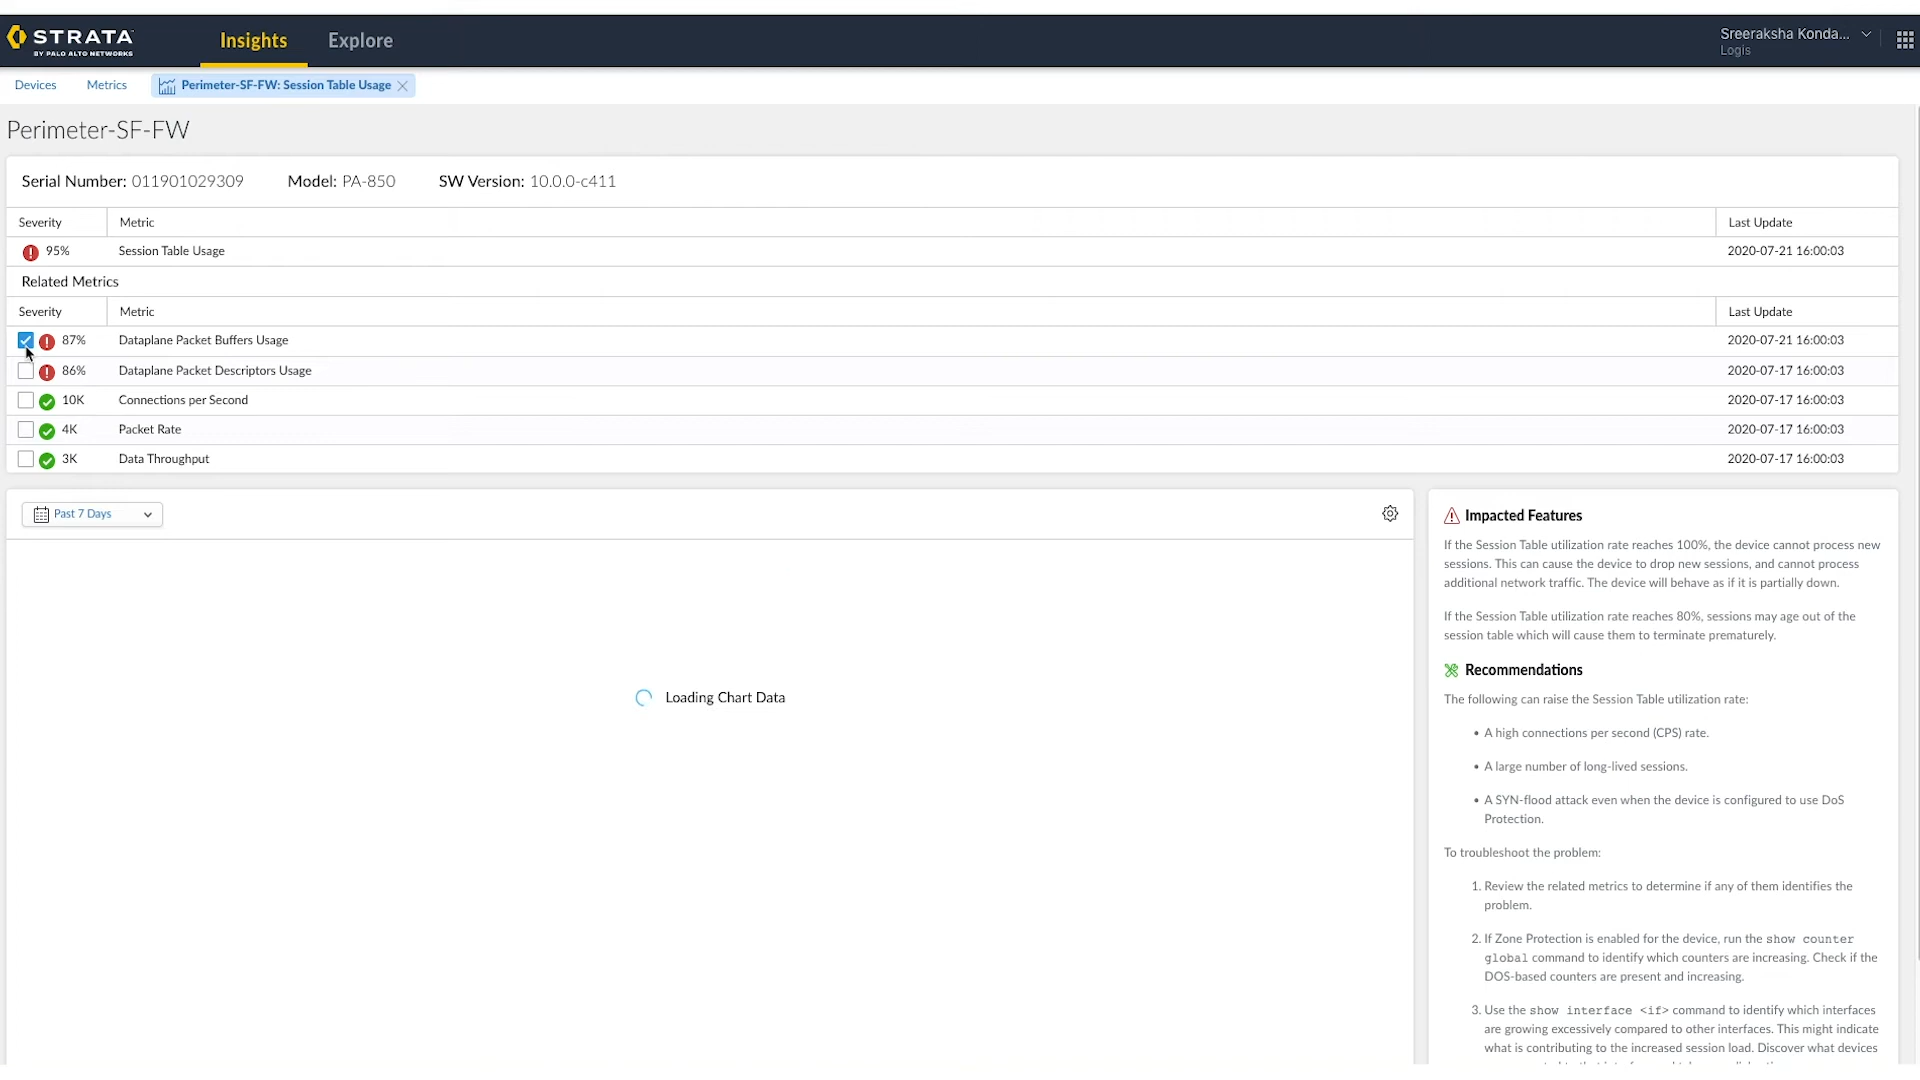 STRATA
BY PALO ALTO NETWORKS
Insights
Explore
Sreeraksha Konda...
Logis
Devices
Metrics
Perimeter-SF-FW: Session Table Usage
Perimeter-SF-FW
Serial Number: 011901029309 Model: PA-850 SW Version: 10.0.0-c411
Severity Metric Last Update
95% Session Table Usage 2020-07-21 16:00:03
Related Metrics
Severity Metric Last Update
87% Dataplane Packet Buffers Usage 2020-07-21 16:00:03
86% Dataplane Packet Descriptors Usage 2020-07-17 16:00:03
10K Connections per Second 2020-07-17 16:00:03
4K Packet Rate 2020-07-17 16:00:03
3K Data Throughput 2020-07-17 16:00:03
Past 7 Days
Loading Chart Data
Impacted Features
If the Session Table utilization rate reaches 100%, the device cannot process new
sessions. This can cause the device to drop new sessions, and cannot process
additional network traffic. The device will behave as if it is partially down.
If the Session Table utilization rate reaches 80%, sessions may age out of the
session table which will cause them to terminate prematurely.
Recommendations
The following can raise the Session Table utilization rate:
• A high connections per second (CPS) rate.
• A large number of long-lived sessions.
• A SYN-flood attack even when the device is configured to use DoS
Protection.
To troubleshoot the problem:
1. Review the related metrics to determine if any of them identifies the
problem.
2. If Zone Protection is enabled for the device, run the show counter
global command to identify which counters are increasing. Check if the
DOS-based counters are present and increasing.
3. Use the show interface <if> command to identify which interfaces
are growing excessively compared to other interfaces. This might indicate
what is contributing to the increased session load. Discover what devices